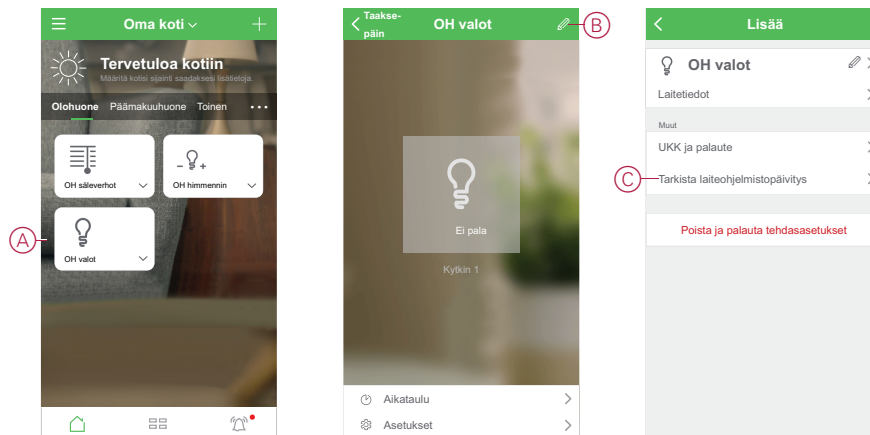 Oma koti
Tervetuloa kotiin
Määritä kotisi sijainti saadaksesi lisätietoja.
Olohuone Päämakuuhuone Toinen
OH säleverhot
OH himmennin
A
OH valot
Taakse-
päin
OH valot
B
Ei pala
Kytkin 1
Aikataulu
Asetukset
Lisää
OH valot
Laitetiedot
Muut
UKK ja palaute
C
Tarkista laiteohjelmistopäivitys
Poista ja palauta tehdasasetukset